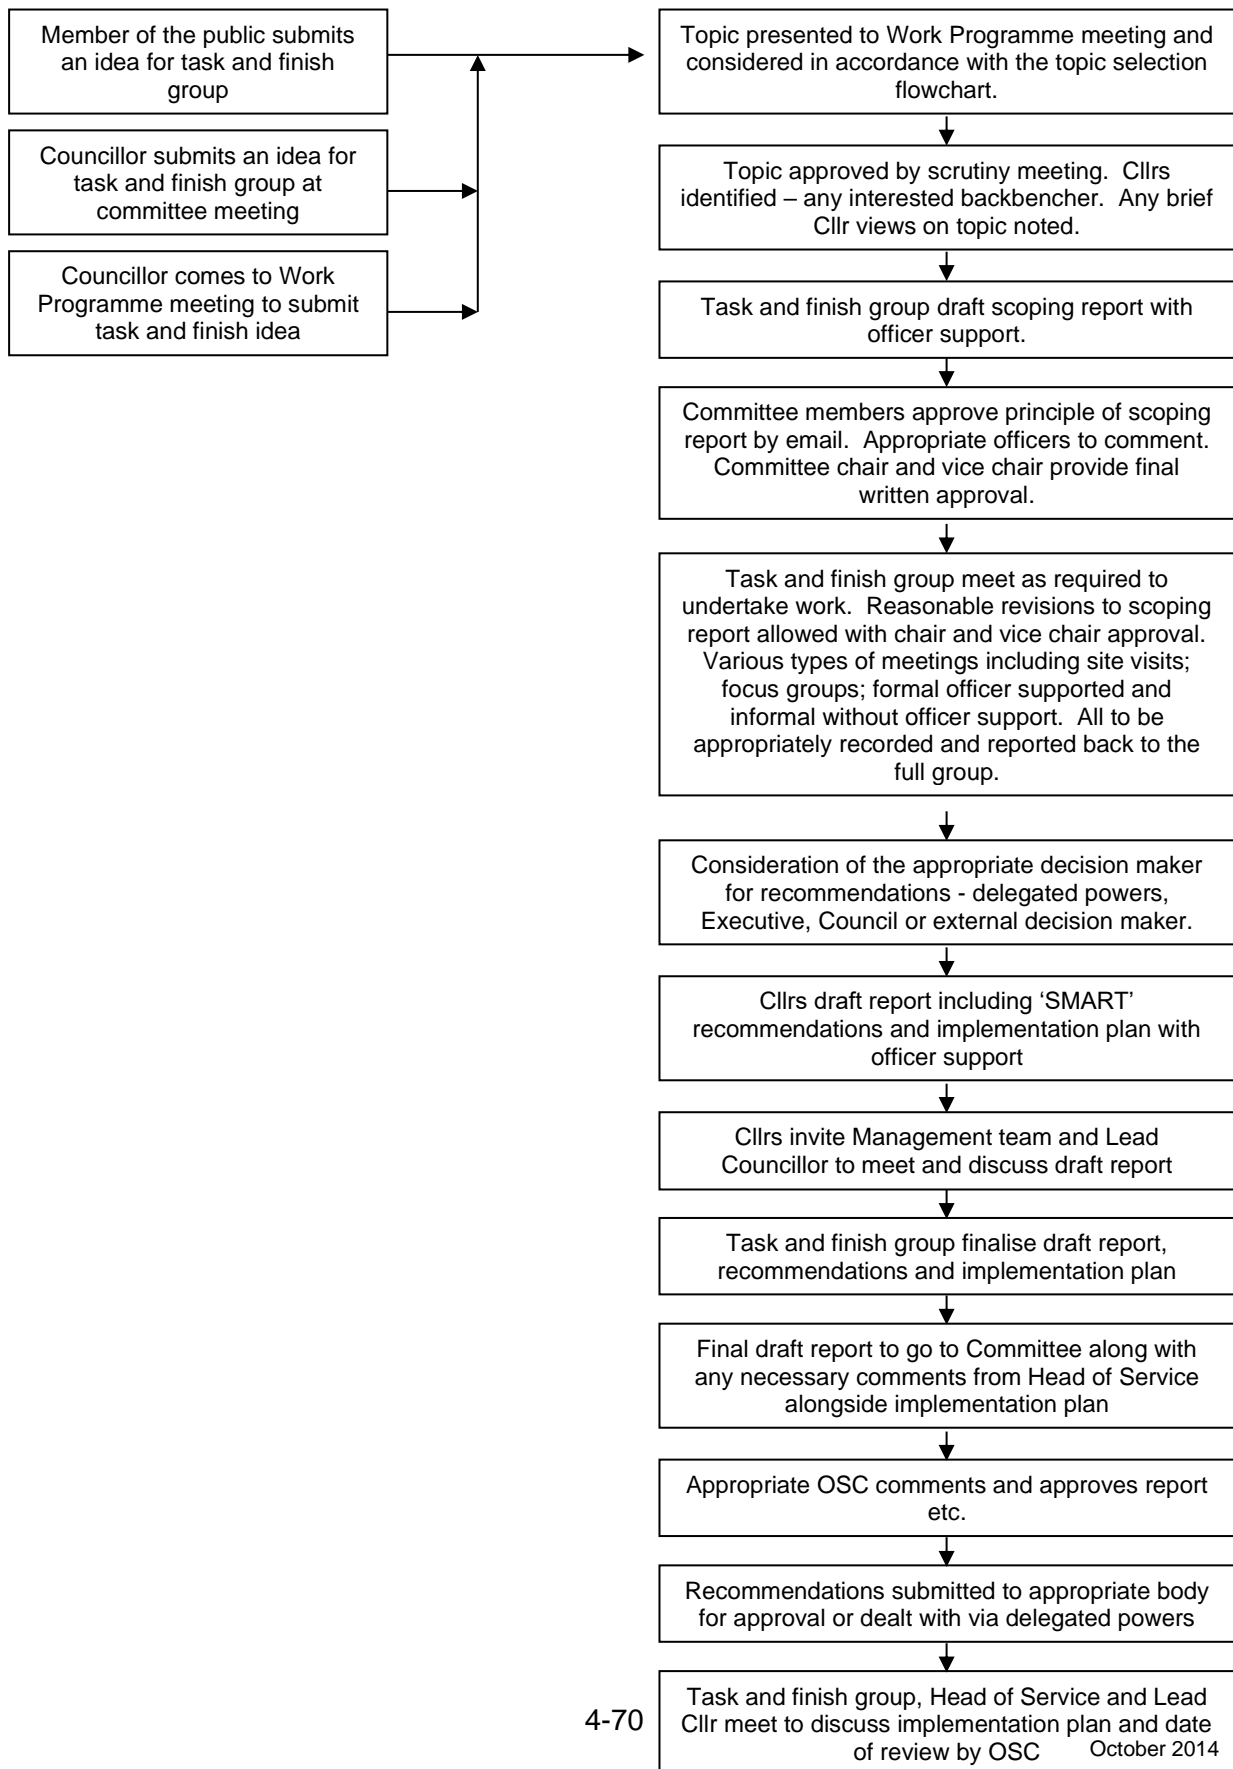 Member of the public submits
an idea for task and finish
group
Councillor submits an idea for
task and finish group at
committee meeting
Councillor comes to Work
Programme meeting to submit
task and finish idea
Topic presented to Work Programme meeting and
considered in accordance with the topic selection
flowchart.
Topic approved by scrutiny meeting. Cllrs
identified – any interested backbencher. Any brief
Cllr views on topic noted.
Task and finish group draft scoping report with
officer support.
Committee members approve principle of scoping
report by email. Appropriate officers to comment.
Committee chair and vice chair provide final
written approval.
Task and finish group meet as required to
undertake work. Reasonable revisions to scoping
report allowed with chair and vice chair approval.
Various types of meetings including site visits;
focus groups; formal officer supported and
informal without officer support. All to be
appropriately recorded and reported back to the
full group.
Consideration of the appropriate decision maker
for recommendations - delegated powers,
Executive, Council or external decision maker.
Cllrs draft report including ‘SMART’
recommendations and implementation plan with
officer support
Cllrs invite Management team and Lead
Councillor to meet and discuss draft report
Task and finish group finalise draft report,
recommendations and implementation plan
Final draft report to go to Committee along with
any necessary comments from Head of Service
alongside implementation plan
Appropriate OSC comments and approves report
etc.
Recommendations submitted to appropriate body
for approval or dealt with via delegated powers
Task and finish group, Head of Service and Lead
Cllr meet to discuss implementation plan and date
of review by OSC
4-70
October 2014